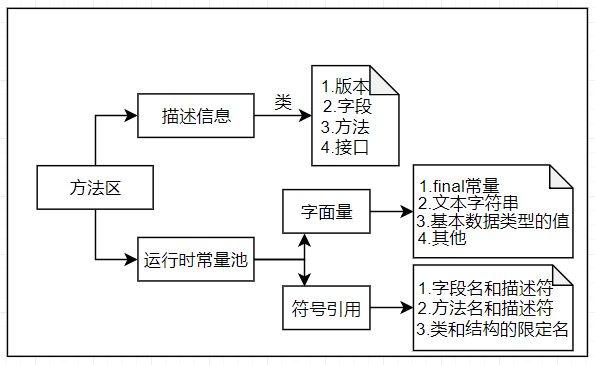 类
描述信息
1.版本
2.字段
3.方法
4.接口
方法区
字面量
1.final常量
2.文本字符串
3.基本数据类型的值
4.其他
运行时常量池
符号引用
1.字段名和描述符
2.方法名和描述符
3.类和结构的限定名